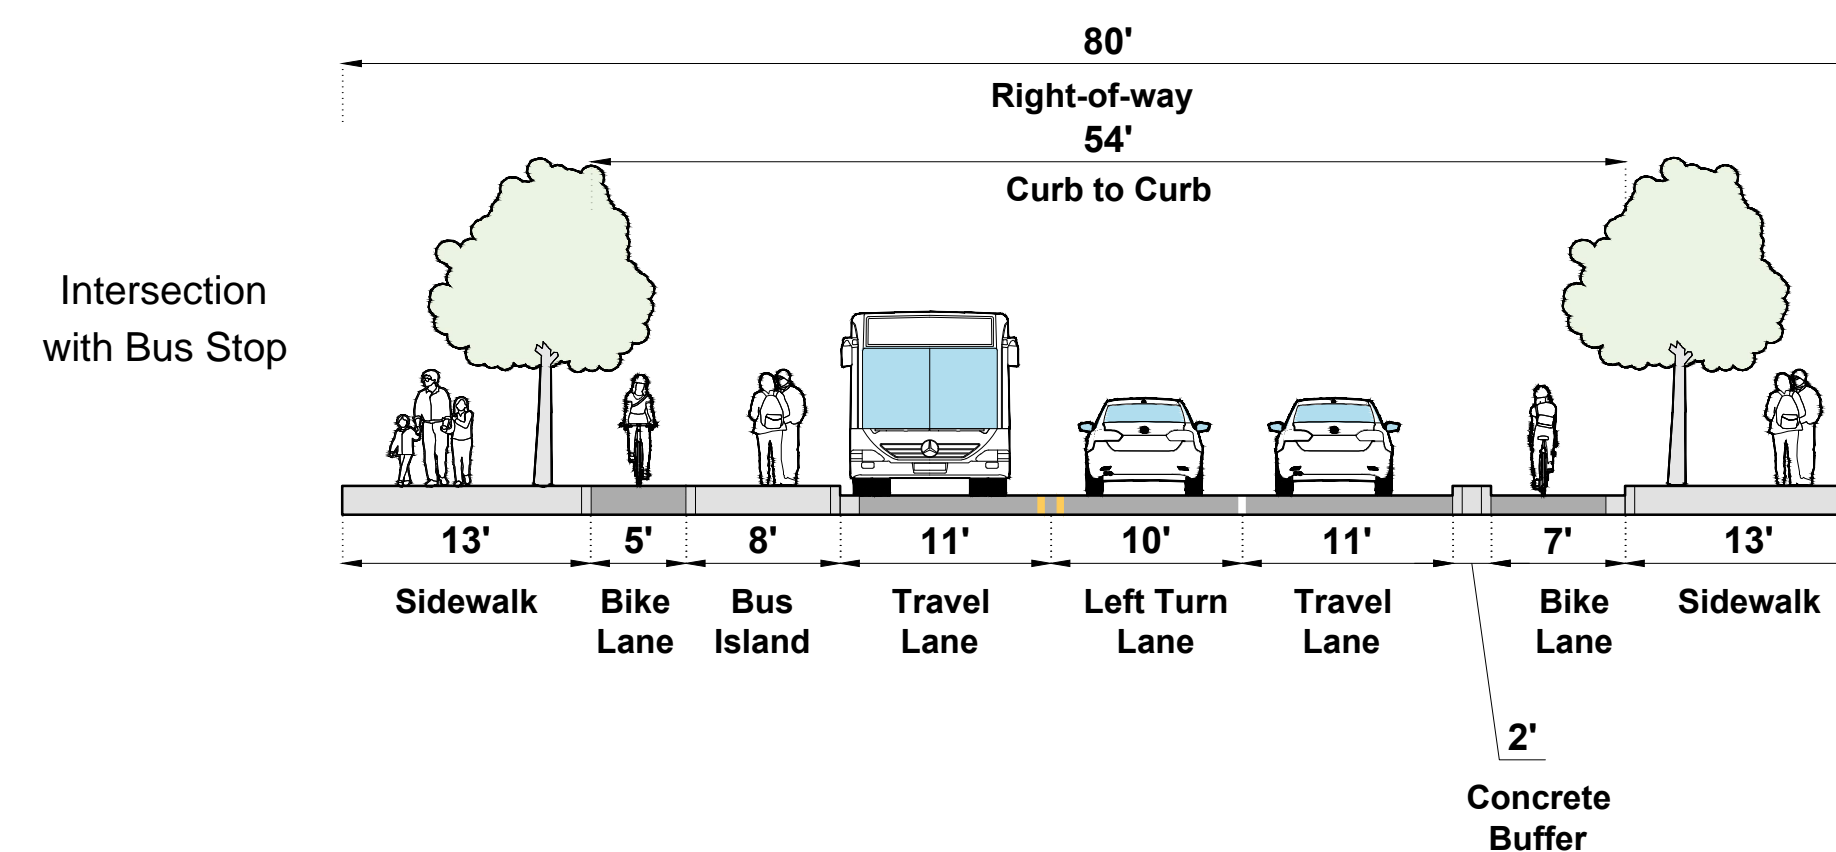 80'
Right-of-way
54'
Curb to Curb
Intersection
with Bus Stop
13'
5'
8'
11'
10'
11'
7'
13'
Sidewalk
Bike
Lane
Bus
Island
Travel
Lane
Left Turn
Lane
Travel
Lane
Bike
Lane
Sidewalk
2'
Concrete
Buffer